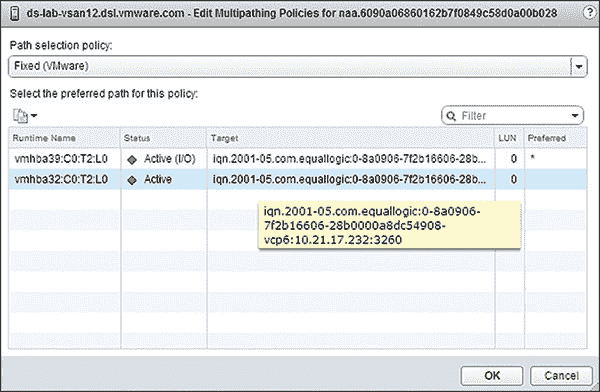 ds-lab-vsan12.dsl.vmware.com - Edit Multipathing Policies for naa.6090a06860162b7f0849c58d0a00b028
Path selection policy:
Fixed (VMware)
Select the preferred path for this policy:
Filter
Runtime Name Status Target LUN Preferred
vmhba39:C0:T2:L0 Active (I/O) iqn.2001-05.com.equallogic:0-8a0906-7f2b16606-28b... 0 *
vmhba32:C0:T2:L0 Active iqn.2001-05.com.equallogic:0-8a0906-7f2b16606-28b... 0
iqn.2001-05.com.equallogic:0-8a0906-
7f2b16606-28b0000a8dc54908-
vcp6:10.21.17.232:3260
OK Cancel